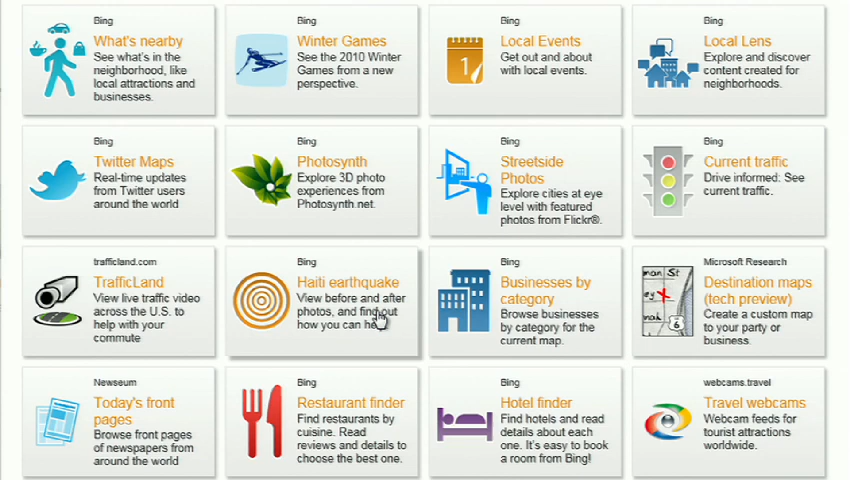 Bing
What's nearby
See what's in the
neighborhood, like
local attractions and
businesses.
Bing
Winter Games
See the 2010 Winter
Games from a new
perspective.
Bing
Local Events
Get out and about
with local events.
1
Bing
Local Lens
Explore and discover
content created for
neighborhoods.
Bing
Twitter Maps
Real-time updates
from Twitter users
around the world
Bing
Photosynth
Explore 3D photo
experiences from
Photosynth.net.
Bing
Streetside
Photos
Explore cities at eye
level with featured
photos from Flickr®.
Bing
Current traffic
Drive informed: See
current traffic.
trafficland.com
TrafficLand
View live traffic video
across the U.S. to
help with your
commute
Bing
Haiti earthquake
View before and after
photos, and find out
how you can
Bing
Businesses by
category
Browse businesses
by category for the
current map.
Microsoft Research
Destination maps
(tech preview)
Create a custom map
to your party or
business.
man St
ey
nah
6
Newseum
Today's front
pages
Browse front pages
of newspapers from
around the world
Bing
Restaurant finder
Find restaurants by
cuisine. Read
reviews and details to
choose the best one.
Bing
Hotel finder
Find hotels and read
details about each
one. It's easy to book
a room from Bing!
webcams.travel
Travel webcams
Webcam feeds for
tourist attractions
worldwide.